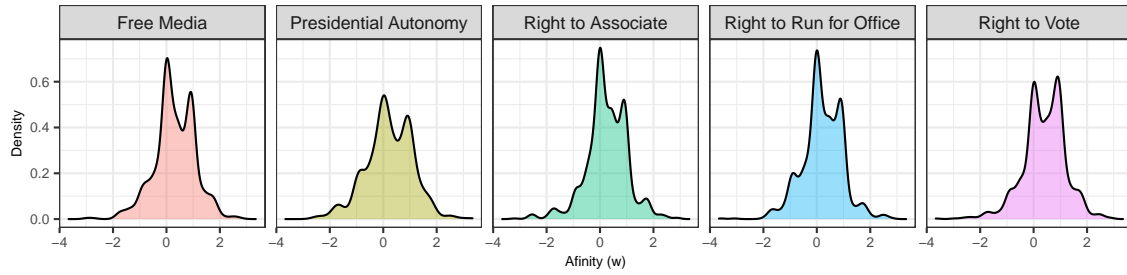 Free Media
Presidential Autonomy
Right to Associate
Right to Run for Office
Right to Vote
Density
0.6
0.4
0.2
0.0
−4 −2 0 2
−4 −2 0 2
−4 −2 0 2
−4 −2 0 2
−4 −2 0 2
Afinity (w)